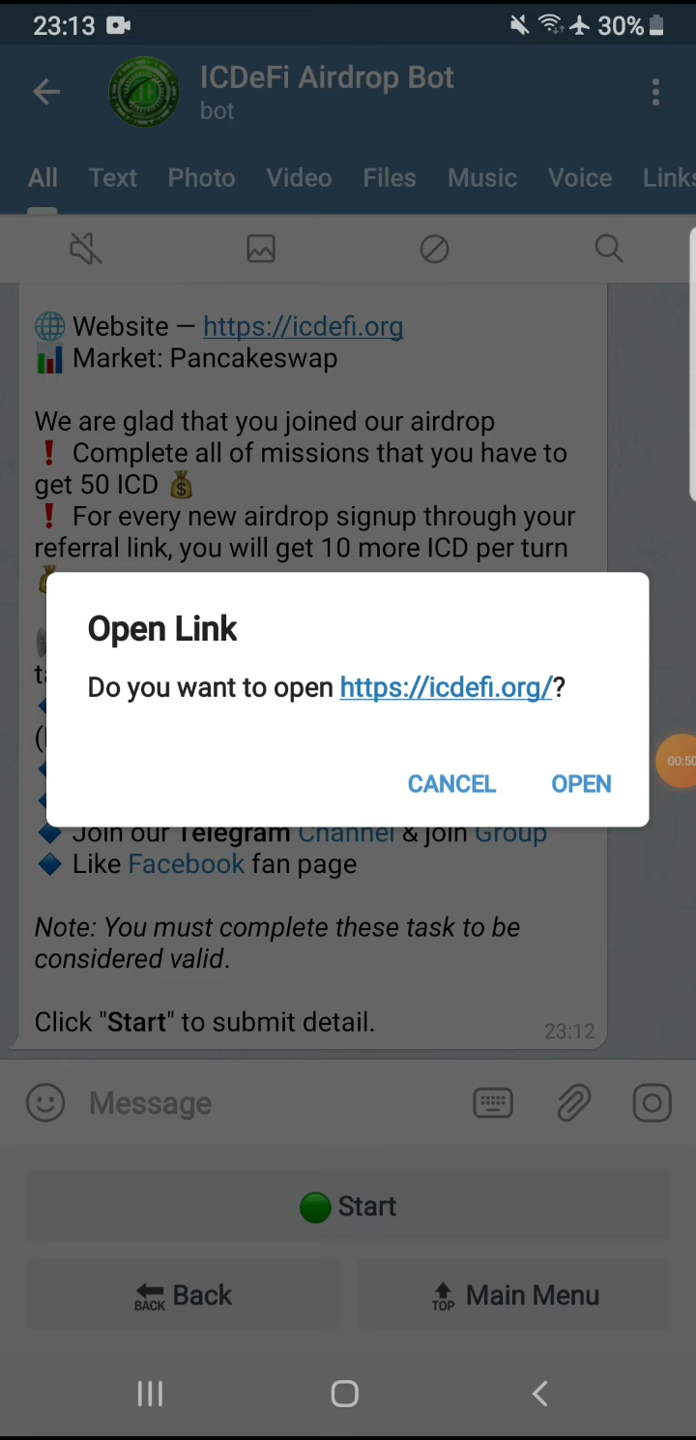 23:13
30%
ICDeFi Airdrop Bot
bot
All Text Photo Video Files Music Voice Links
Website – https://icdefi.org
Market: Pancakeswap
We are glad that you joined our airdrop
❗ Complete all of missions that you have to
get 50 ICD 💰
❗ For every new airdrop signup through your
referral link, you will get 10 more ICD per turn
Open Link
Do you want to open https://icdefi.org/?
CANCEL OPEN
00:50
Join our Telegram Channel & join Group
Like Facebook fan page
Note: You must complete these task to be
considered valid.
Click "Start" to submit detail.
23:12
Message
Start
BACK Back
TOP Main Menu